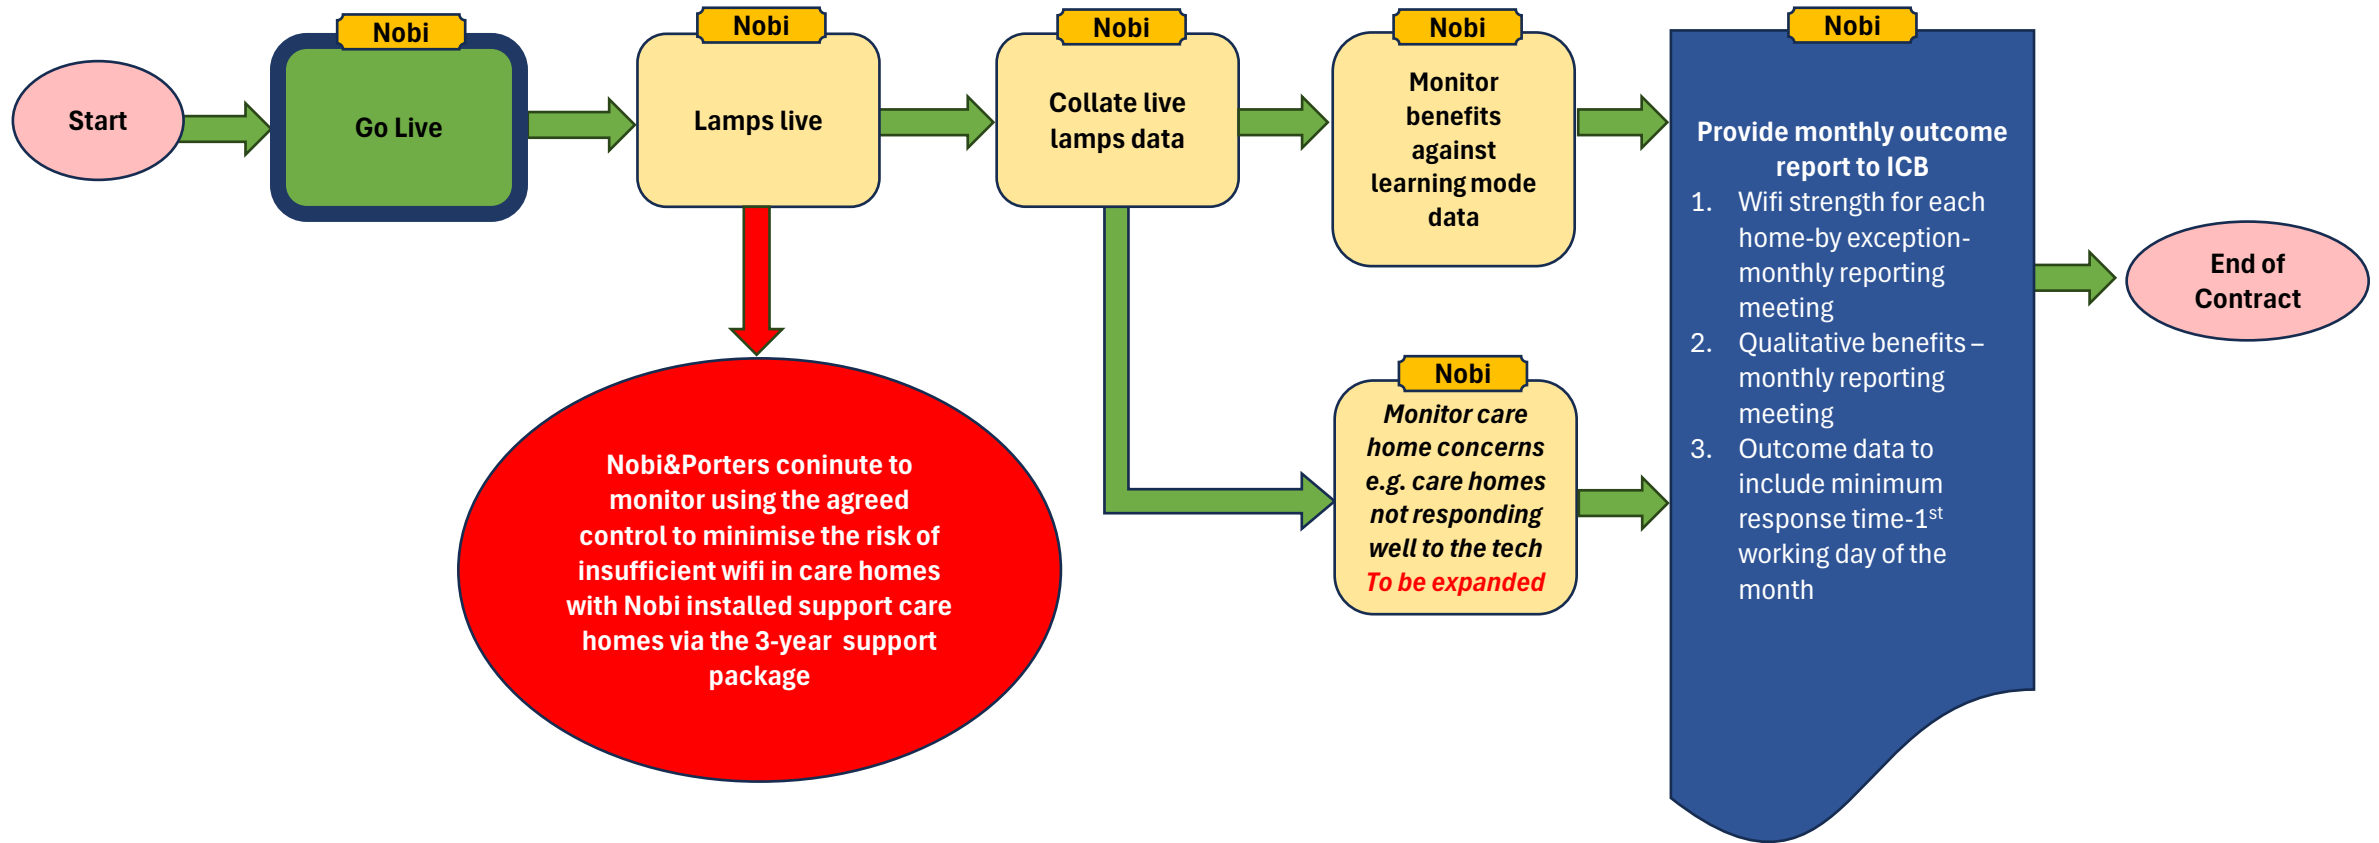 Start
Nobi
Go Live
Nobi
Lamps live
Nobi
Collate live
lamps data
Nobi
Monitor
benefits
against
learning mode
data
Nobi
Provide monthly outcome
report to ICB
1. Wifi strength for each
home-by exception-
monthly reporting
meeting
2. Qualitative benefits –
monthly reporting
meeting
3. Outcome data to
include minimum
response time-1st
working day of the
month
End of
Contract
Nobi&Porters coninute to
monitor using the agreed
control to minimise the risk of
insufficient wifi in care homes
with Nobi installed support care
homes via the 3-year support
package
Nobi
Monitor care
home concerns
e.g. care homes
not responding
well to the tech
To be expanded